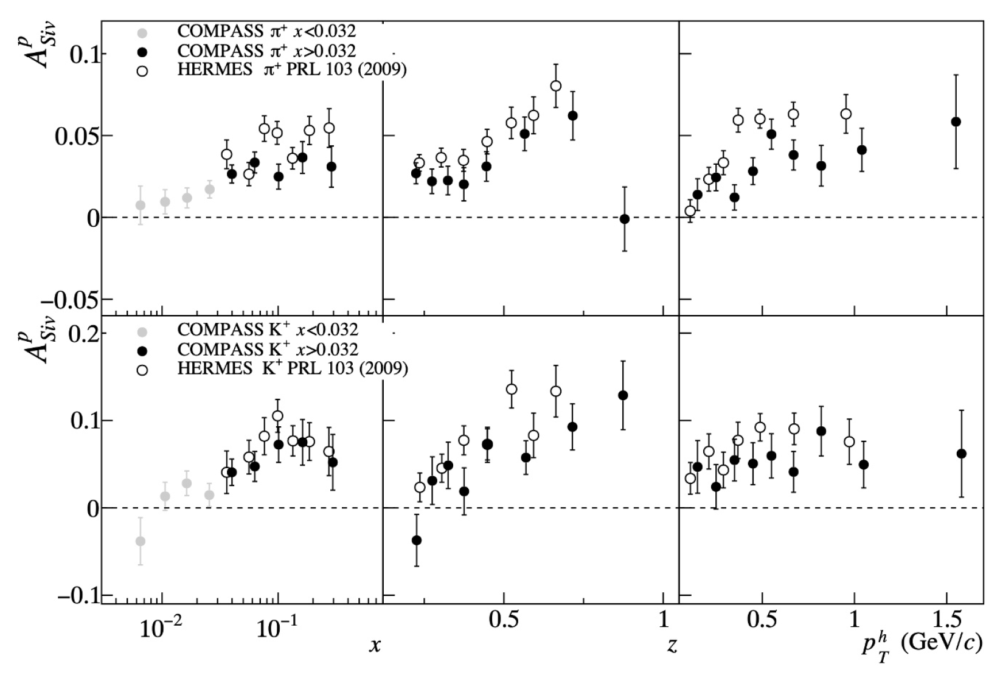 A^p_Siv
COMPASS π⁺ x<0.032
COMPASS π⁺ x>0.032
HERMES π⁺ PRL 103 (2009)
0.1
0.05
0
−0.05
A^p_Siv
COMPASS K⁺ x<0.032
COMPASS K⁺ x>0.032
HERMES K⁺ PRL 103 (2009)
0.2
0.1
0
−0.1
10⁻² 10⁻¹ 0.5 1 0.5 1 1.5
x z p^h_T (GeV/c)